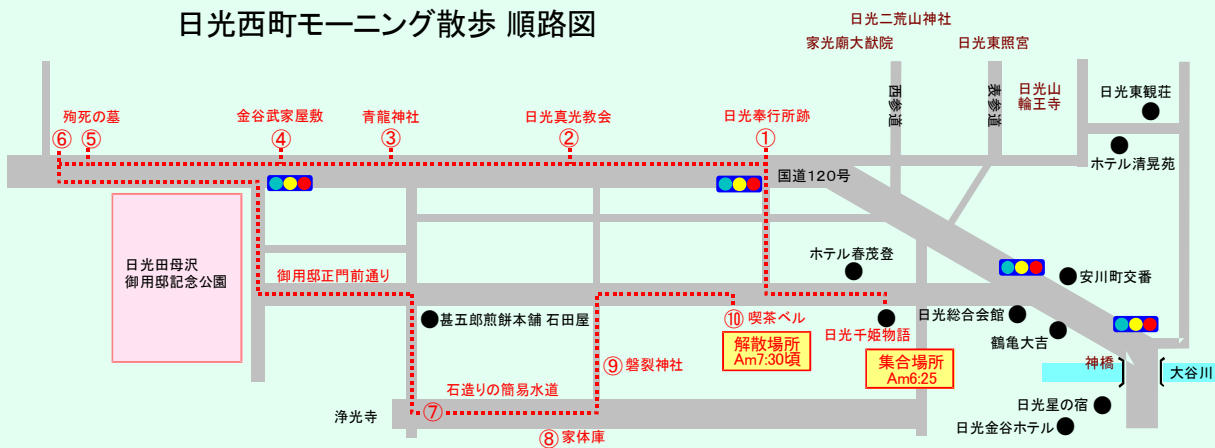 日光西町モーニング散歩 順路図
日光二荒山神社
家光廟大猷院
日光東照宮
西参道
表参道
日光山
輪王寺
日光東観荘
ホテル清晃苑
殉死の墓
金谷武家屋敷
青龍神社
日光真光教会
日光奉行所跡
⑥
⑤
④
③
②
①
国道120号
日光田母沢
御用邸記念公園
御用邸正門前通り
ホテル春茂登
安川町交番
甚五郎煎餅本舗 石田屋
⑩ 喫茶ベル
解散場所
Am7:30頃
日光千姫物語
集合場所
Am6:25
日光総合会館
鶴亀大吉
神橋
大谷川
⑨ 磐裂神社
石造りの簡易水道
浄光寺
⑦
⑧ 家体庫
日光星の宿
日光金谷ホテル